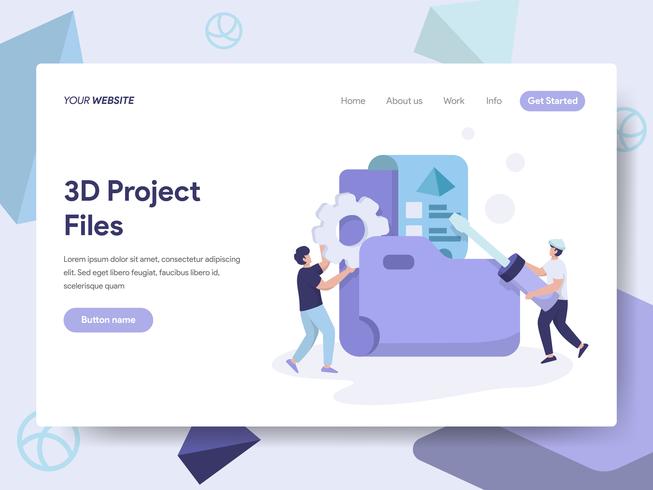 YOUR WEBSITE
Home About us Work Info Get Started
3D Project
Files
Lorem ipsum dolor sit amet, consectetur adipiscing
elit. Sed eget libero feugiat, faucibus libero id,
scelerisque quam
Button name